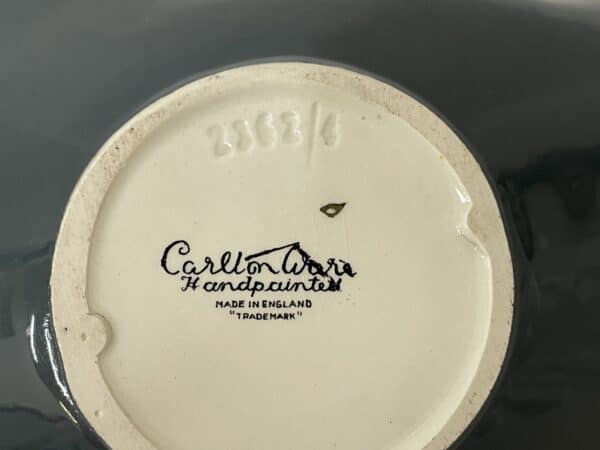 Carlton Ware
Handpainted
MADE IN ENGLAND
"TRADEMARK"